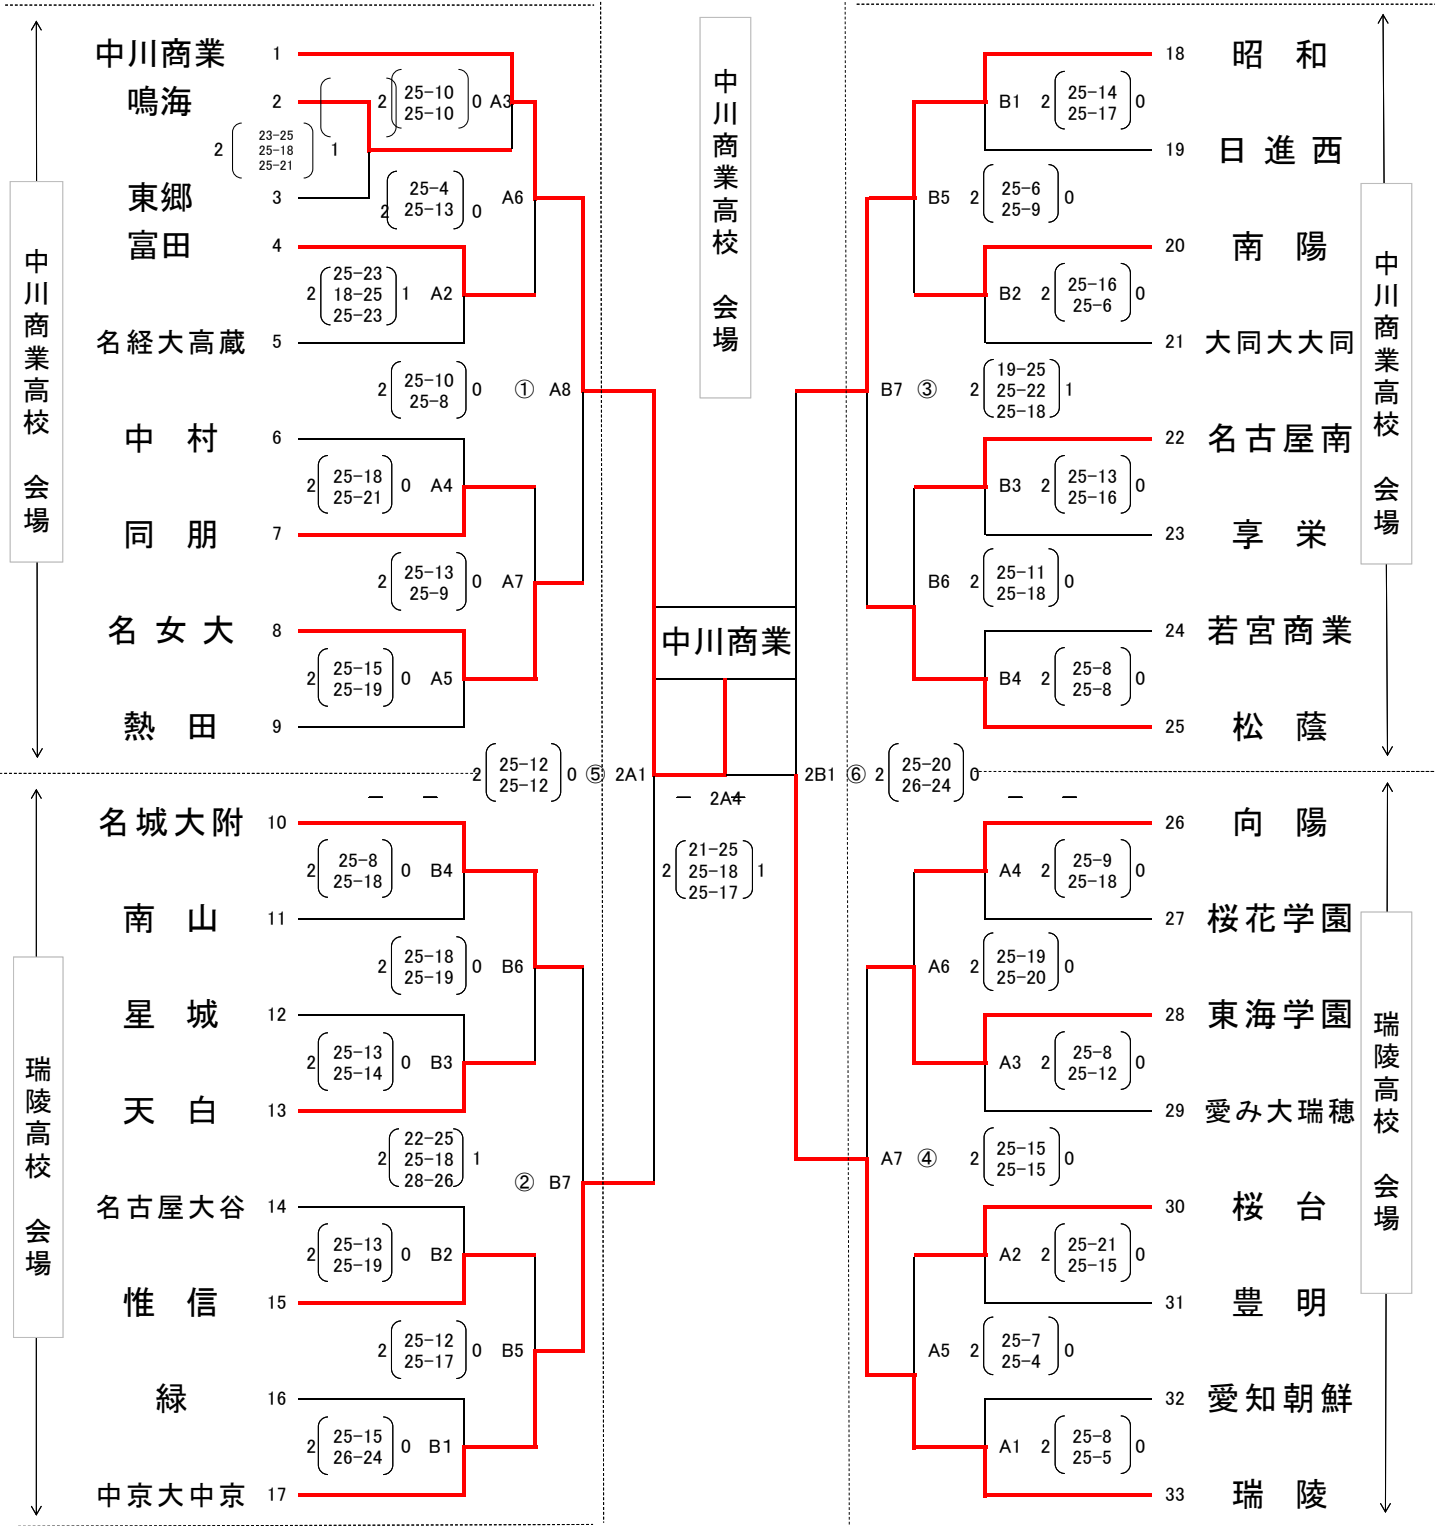 中川商業 1
鳴海 2
東郷 3
富田 4
名経大高蔵 5
中村 6
同朋 7
名女大 8
熱田 9
名城大附 10
南山 11
星城 12
天白 13
名古屋大谷 14
惟信 15
緑 16
中京大中京 17
中川商業高校 会場
瑞陵高校 会場
2 25-10 25-10 0 A3
2 23-25 25-18 25-21 1
2 25-4 25-13 0 A6
2 25-23 18-25 25-23 1 A2
2 25-10 25-8 0 ① A8
2 25-18 25-21 0 A4
2 25-13 25-9 0 A7
2 25-15 25-19 0 A5
2 25-12 25-12 0 ⑤ 2A1
2 25-8 25-18 0 B4
2 25-18 25-19 0 B6
2 25-13 25-14 0 B3
2 22-25 25-18 28-26 1 ② B7
2 25-13 25-19 0 B2
2 25-12 25-17 0 B5
2 25-15 26-24 0 B1
中川商業高校 会場
中川商業
― ― 2A4
2 21-25 25-18 25-17 1
18 昭和
19 日進西
20 南陽
21 大同大大同
22 名古屋南
23 享栄
24 若宮商業
25 松蔭
26 向陽
27 桜花学園
28 東海学園
29 愛み大瑞穂
30 桜台
31 豊明
32 愛知朝鮮
33 瑞陵
B1 2 25-14 25-17 0
B5 2 25-6 25-9 0
B2 2 25-16 25-6 0
B7 ③ 2 19-25 25-22 25-18 1
B3 2 25-13 25-16 0
B6 2 25-11 25-18 0
B4 2 25-8 25-8 0
2B1 ⑥ 2 25-20 26-24 0
A4 2 25-9 25-18 0
A6 2 25-19 25-20 0
A3 2 25-8 25-12 0
A7 ④ 2 25-15 25-15 0
A2 2 25-21 25-15 0
A5 2 25-7 25-4 0
A1 2 25-8 25-5 0
中川商業高校 会場
瑞陵高校 会場